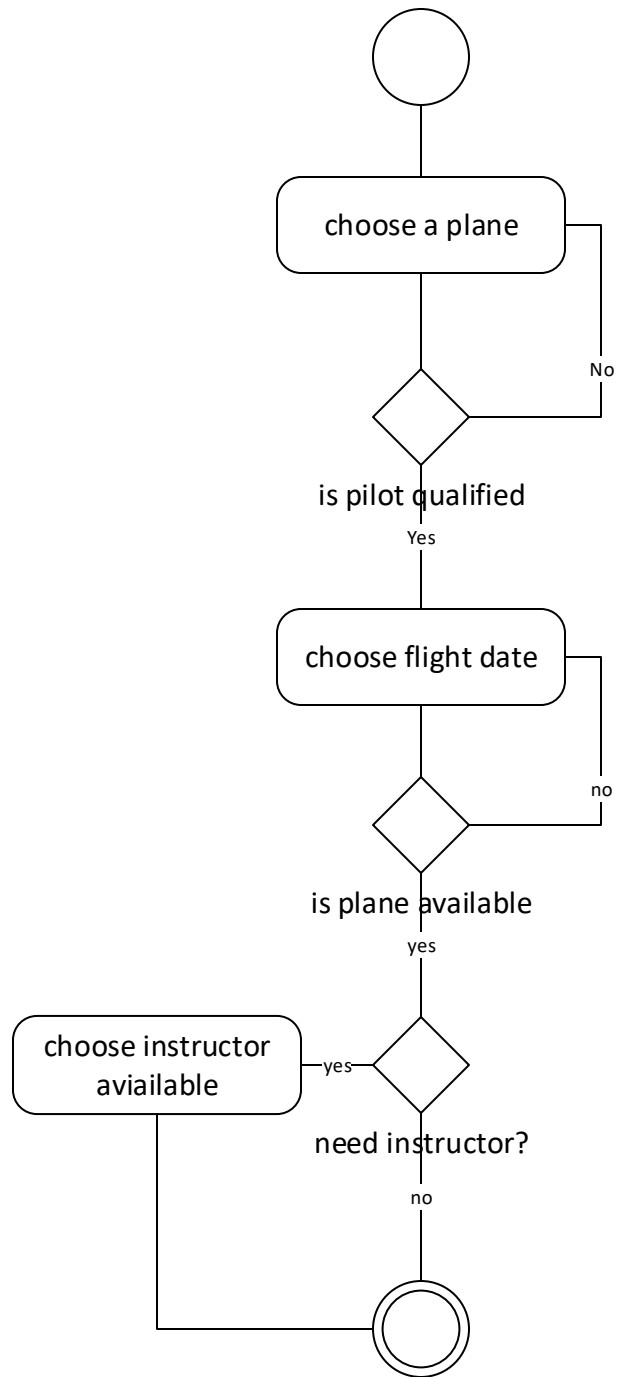 choose a plane
No
is pilot qualified
Yes
choose flight date
no
is plane available
yes
choose instructor
aviailable
yes
need instructor?
no